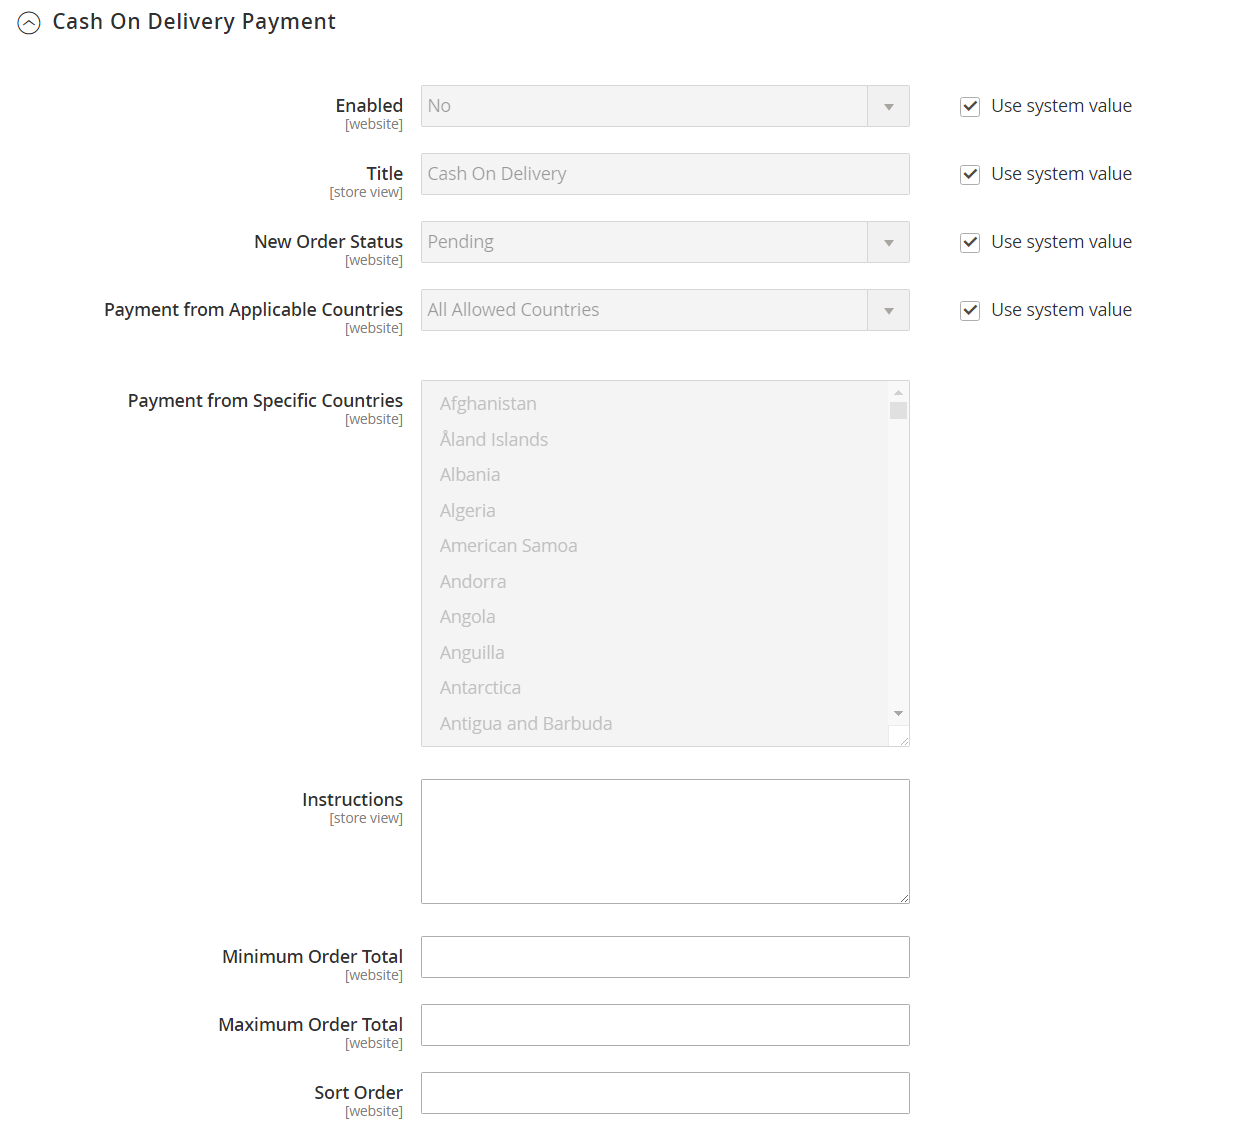 Cash On Delivery Payment
Enabled No Use system value
[website]
Title Cash On Delivery Use system value
[store view]
New Order Status Pending Use system value
[website]
Payment from Applicable Countries All Allowed Countries Use system value
[website]
Payment from Specific Countries Afghanistan
[website]
Åland Islands
Albania
Algeria
American Samoa
Andorra
Angola
Anguilla
Antarctica
Antigua and Barbuda
Instructions
[store view]
Minimum Order Total
[website]
Maximum Order Total
[website]
Sort Order
[website]